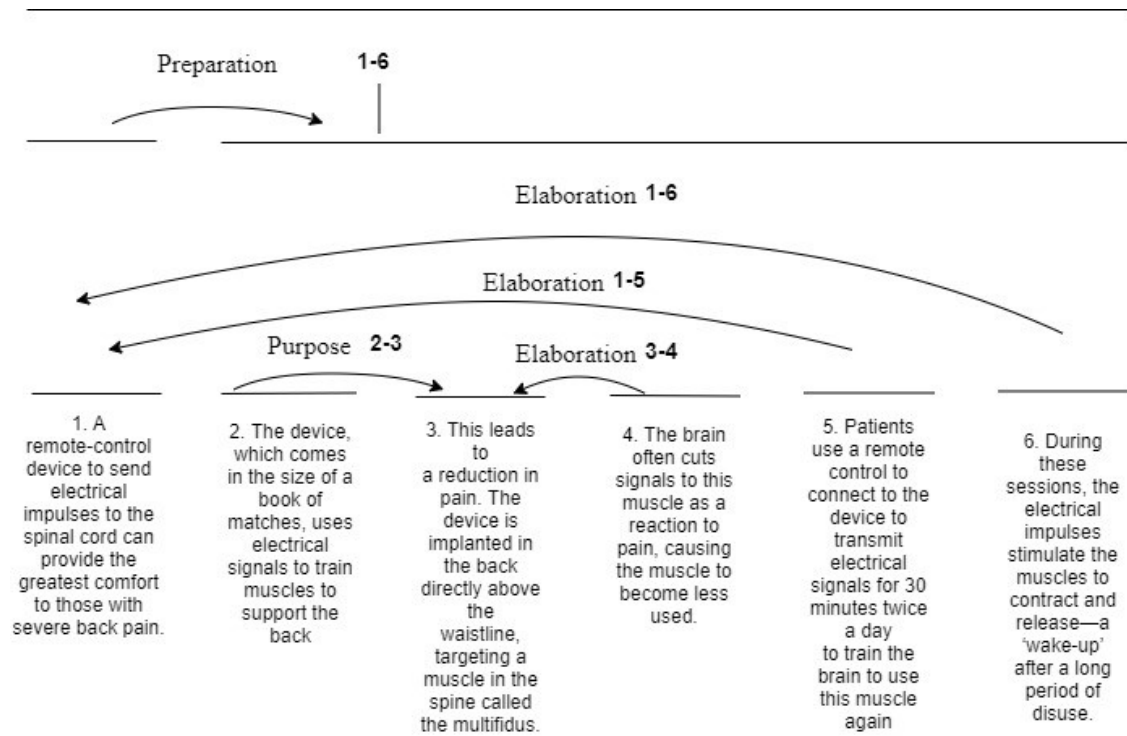 Preparation 1-6
Elaboration 1-6
Elaboration 1-5
Purpose 2-3
Elaboration 3-4
1. A
remote-control
device to send
electrical
impulses to the
spinal cord can
provide the
greatest comfort
to those with
severe back pain.
2. The device,
which comes
in the size of a
book of
matches, uses
electrical
signals to train
muscles to
support the
back
3. This leads
to
a reduction in
pain. The
device is
implanted in
the back
directly above
the
waistline,
targeting a
muscle in the
spine called
the multifidus.
4. The brain
often cuts
signals to this
muscle as a
reaction to
pain, causing
the muscle to
become less
used.
5. Patients
use a remote
control to
connect to the
device to
transmit
electrical
signals for 30
minutes twice
a day
to train the
brain to use
this muscle
again
6. During
these
sessions, the
electrical
impulses
stimulate the
muscles to
contract and
release—a
‘wake-up’
after a long
period of
disuse.